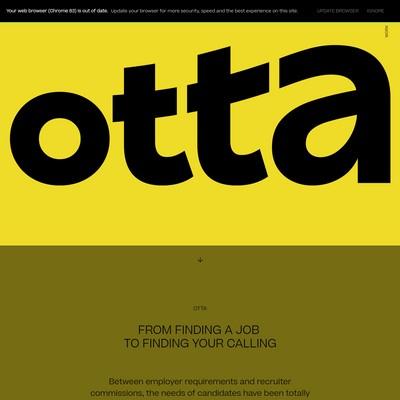 Your web browser (Chrome 83) is out of date. Update your browser for more security, speed and the best experience on this site. UPDATE BROWSER IGNORE
WORK
otta
OTTA
FROM FINDING A JOB
TO FINDING YOUR CALLING
Between employer requirements and recruiter
commissions, the needs of candidates have been totally